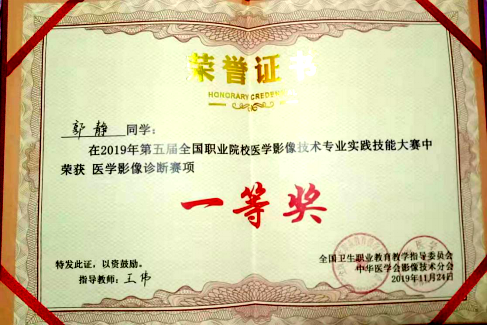 荣誉证书
HONORARY CREDEN
郭静 同学:
在2019年第五届全国职业院校医学影像技术专业实践技能大赛中
荣获 医学影像诊断赛项
一等奖
特发此证,以资鼓励。
指导教师: 王伟
全国卫生职业教育教学指导委员会
中华医学会影像技术分会
2019年11月24日